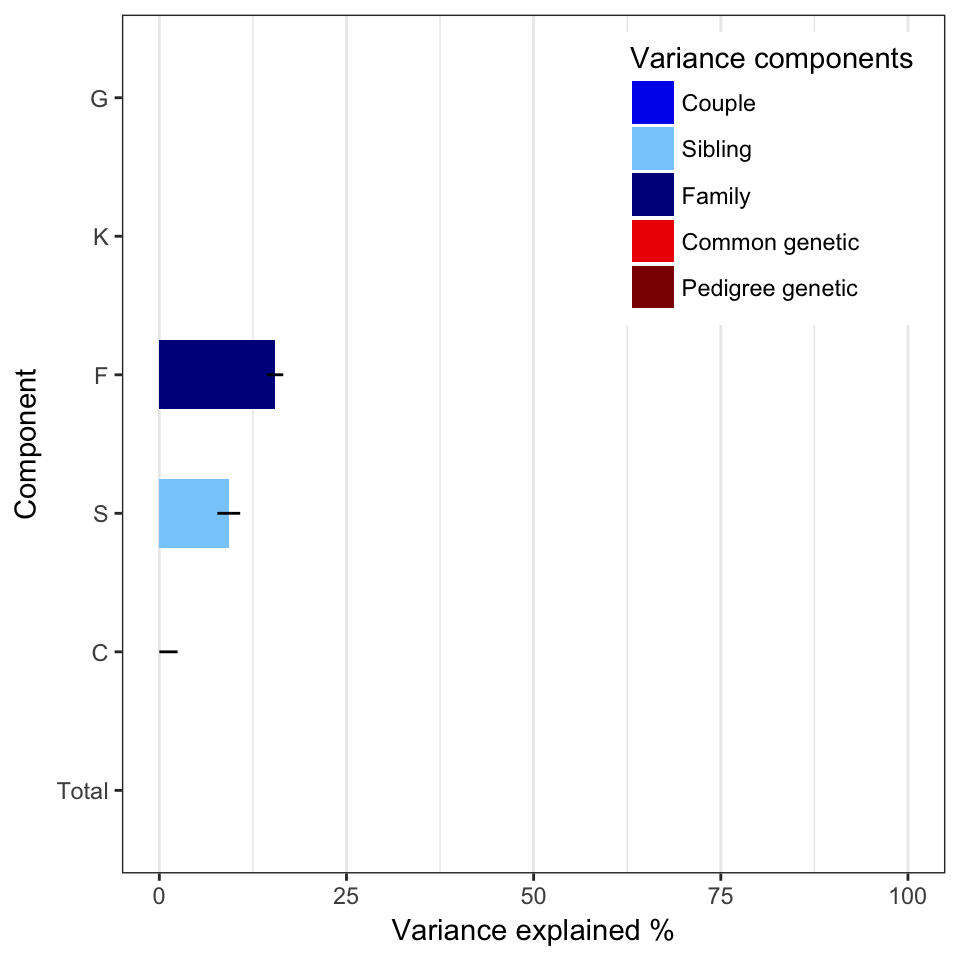 Variance components
Couple
Sibling
Family
Common genetic
Pedigree genetic
G
K
F
S
C
Total
Component
0 25 50 75 100
Variance explained %